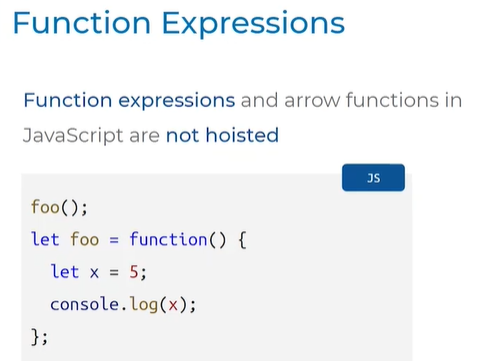 Function Expressions
Function expressions and arrow functions in
JavaScript are not hoisted
JS
foo();
let foo = function() {
  let x = 5;
  console.log(x);
};